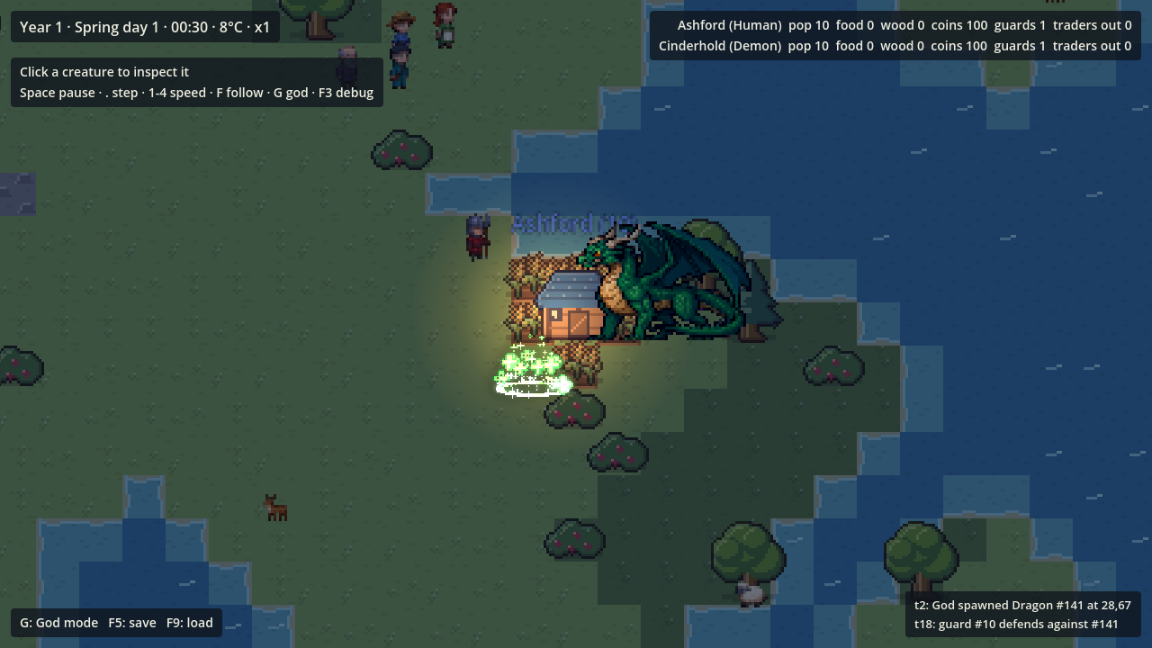 Year 1 · Spring day 1 · 00:30 · 8°C · x1
Ashford (Human) pop 10 food 0 wood 0 coins 100 guards 1 traders out 0
Cinderhold (Demon) pop 10 food 0 wood 0 coins 100 guards 1 traders out 0
Click a creature to inspect it
Space pause · . step · 1-4 speed · F follow · G god · F3 debug
Ashford
G: God mode F5: save F9: load
t2: God spawned Dragon #141 at 28,67
t18: guard #10 defends against #141